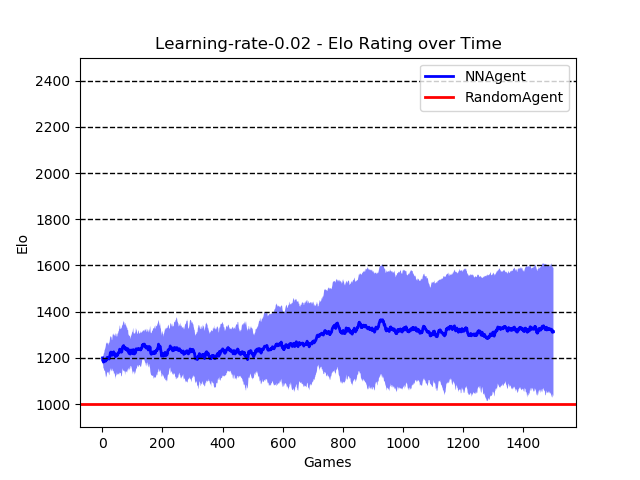 Learning-rate-0.02 - Elo Rating over Time
NNAgent
RandomAgent
Elo
2400
2200
2000
1800
1600
1400
1200
1000
0 200 400 600 800 1000 1200 1400
Games